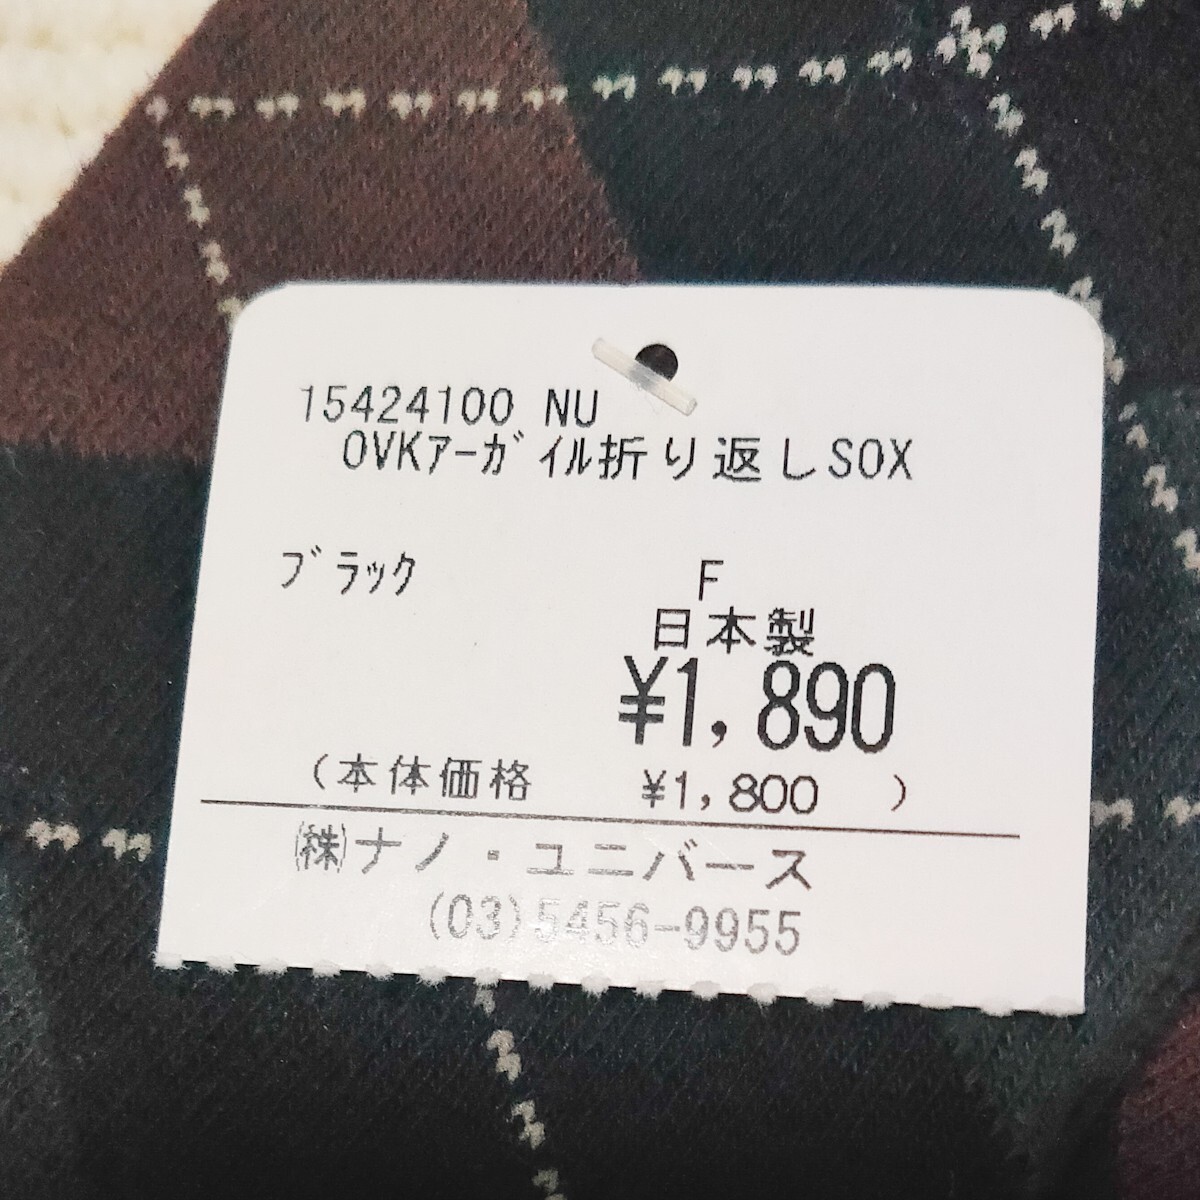 15424100 NU
OVKｱｰｶﾞｲﾙ折り返しSOX
ﾌﾞﾗｯｸ F
日本製
¥1,890
(本体価格 ¥1,800 )
㈱ナノ・ユニバース
(03)5456-9955